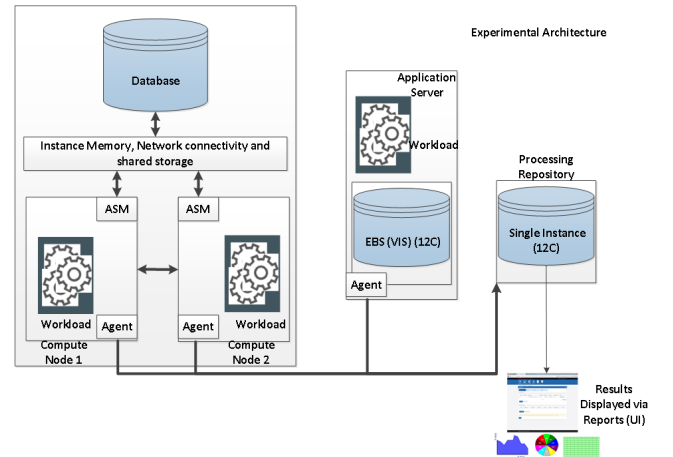 Experimental Architecture
Database
Instance Memory, Network connectivity and
shared storage
ASM
ASM
Workload
Agent
Compute
Node 1
Agent
Workload
Compute
Node 2
Application
Server
Workload
EBS (VIS) (12C)
Agent
Processing
Repository
Single Instance
(12C)
Results
Displayed via
Reports (UI)